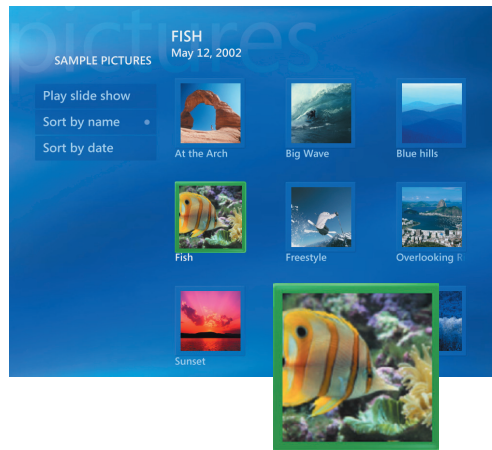 pictures
FISH
May 12, 2002
SAMPLE PICTURES
Play slide show
Sort by name
Sort by date
At the Arch
Big Wave
Blue hills
Fish
Freestyle
Overlooking R
Sunset